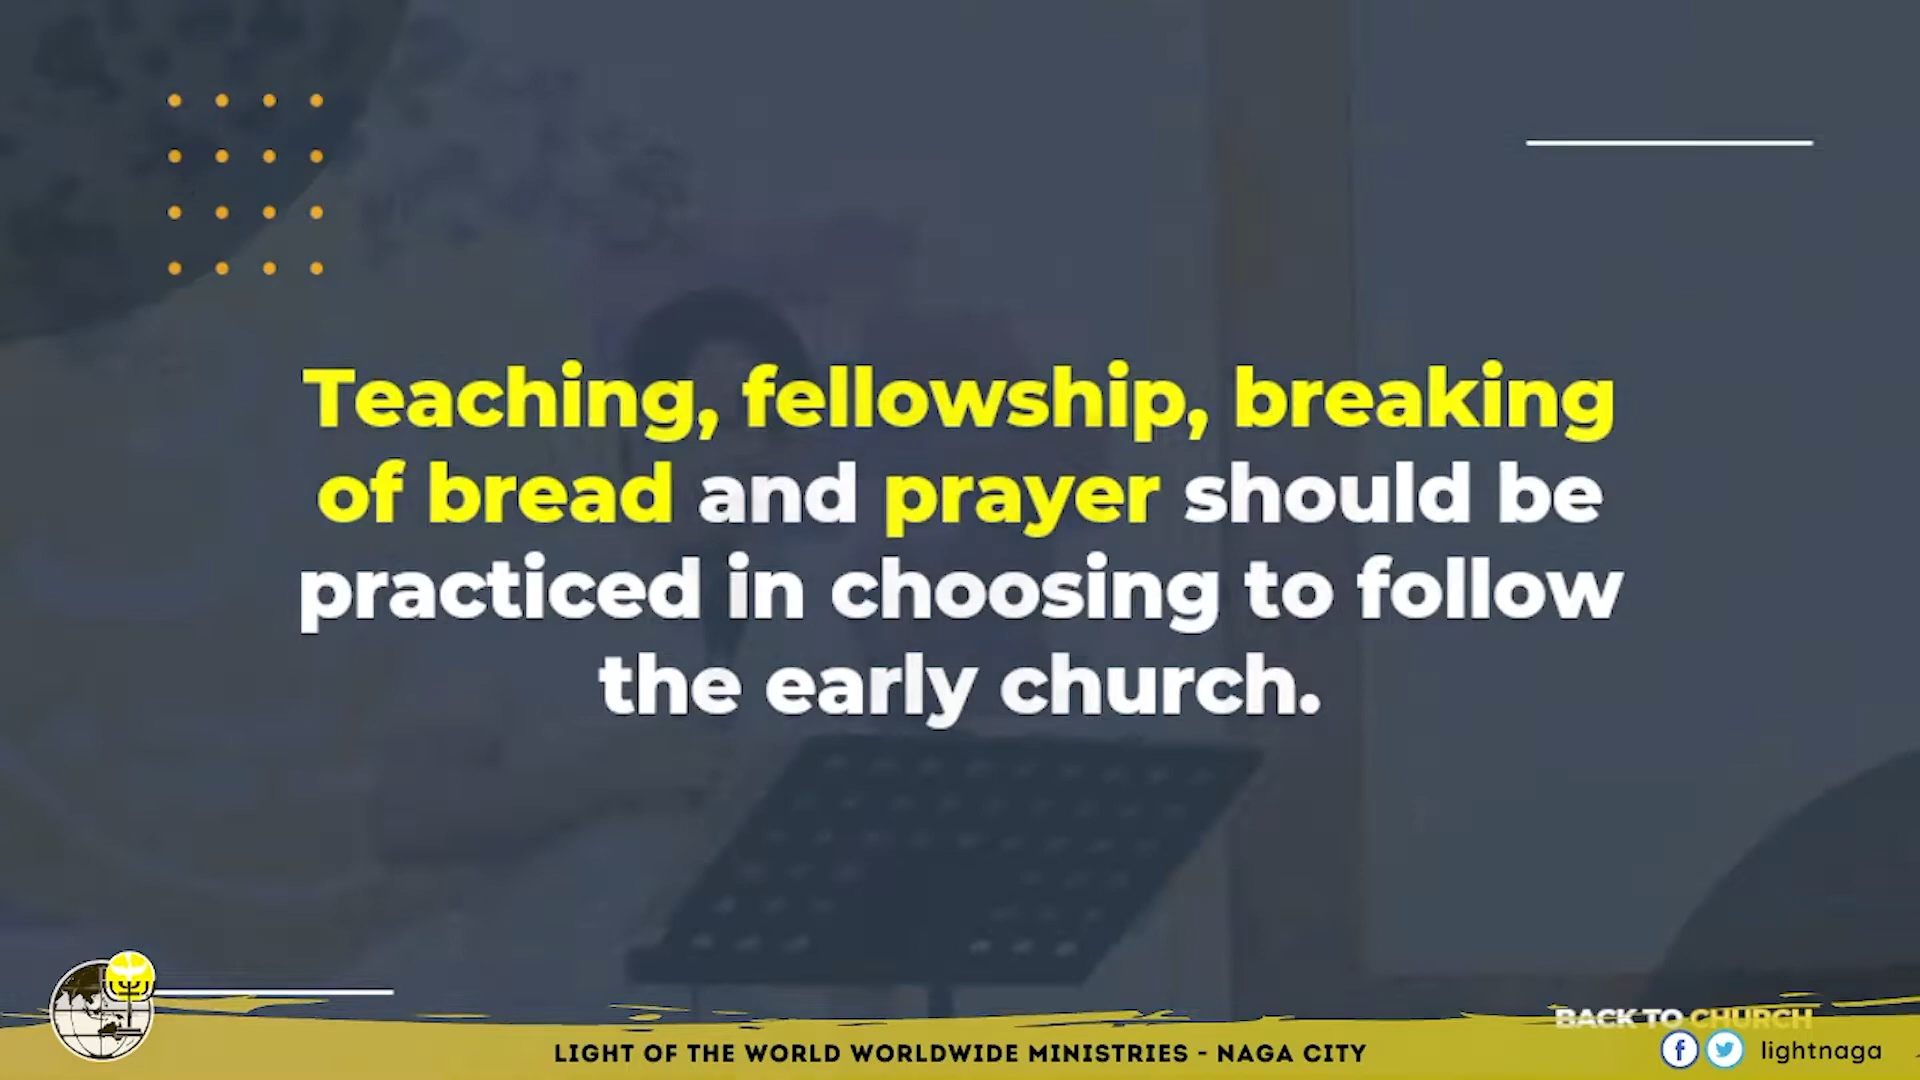 Teaching, fellowship, breaking
of bread and prayer should be
practiced in choosing to follow
the early church.
BACK TO CHURCH
LIGHT OF THE WORLD WORLDWIDE MINISTRIES - NAGA CITY
lightnaga